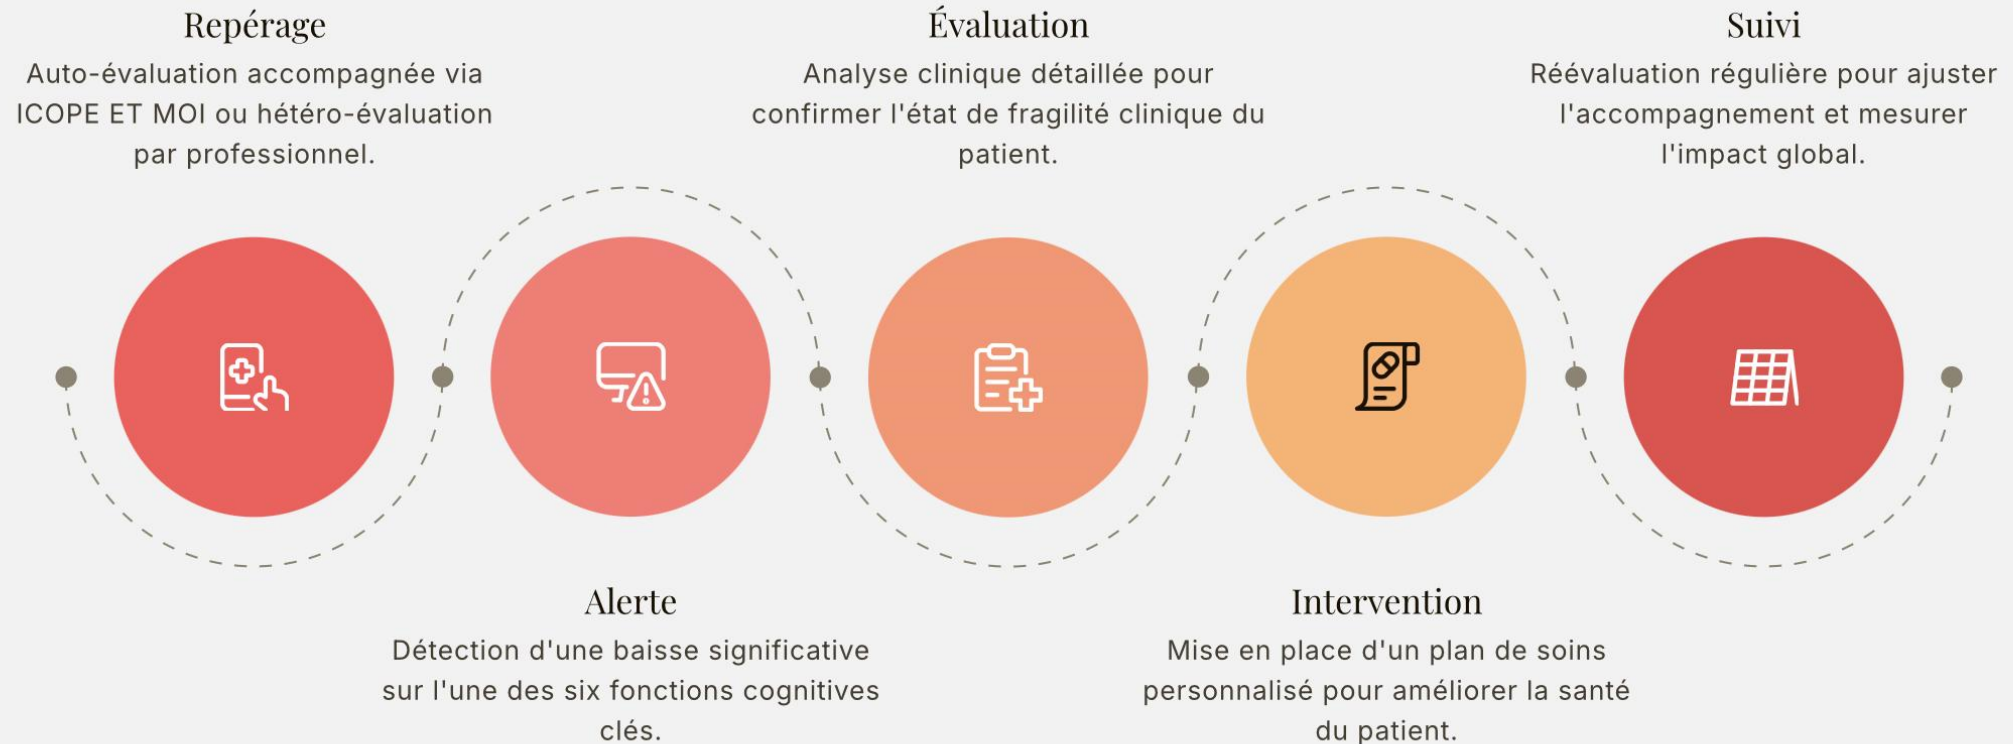 Repérage
Auto-évaluation accompagnée via
ICOPE ET MOI ou hétéro-évaluation
par professionnel.
Alerte
Détection d'une baisse significative
sur l'une des six fonctions cognitives
clés.
Évaluation
Analyse clinique détaillée pour
confirmer l'état de fragilité clinique du
patient.
Intervention
Mise en place d'un plan de soins
personnalisé pour améliorer la santé
du patient.
Suivi
Réévaluation régulière pour ajuster
l'accompagnement et mesurer
l'impact global.